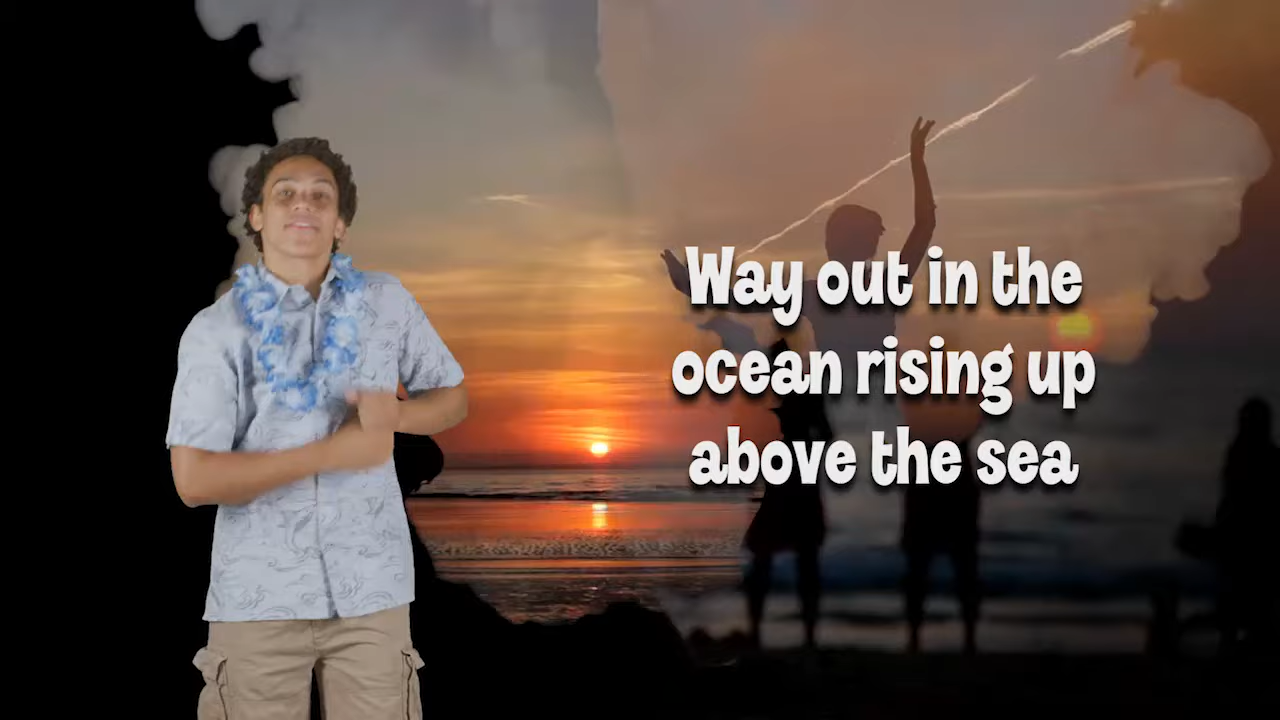 Way out in the
ocean rising up
above the sea